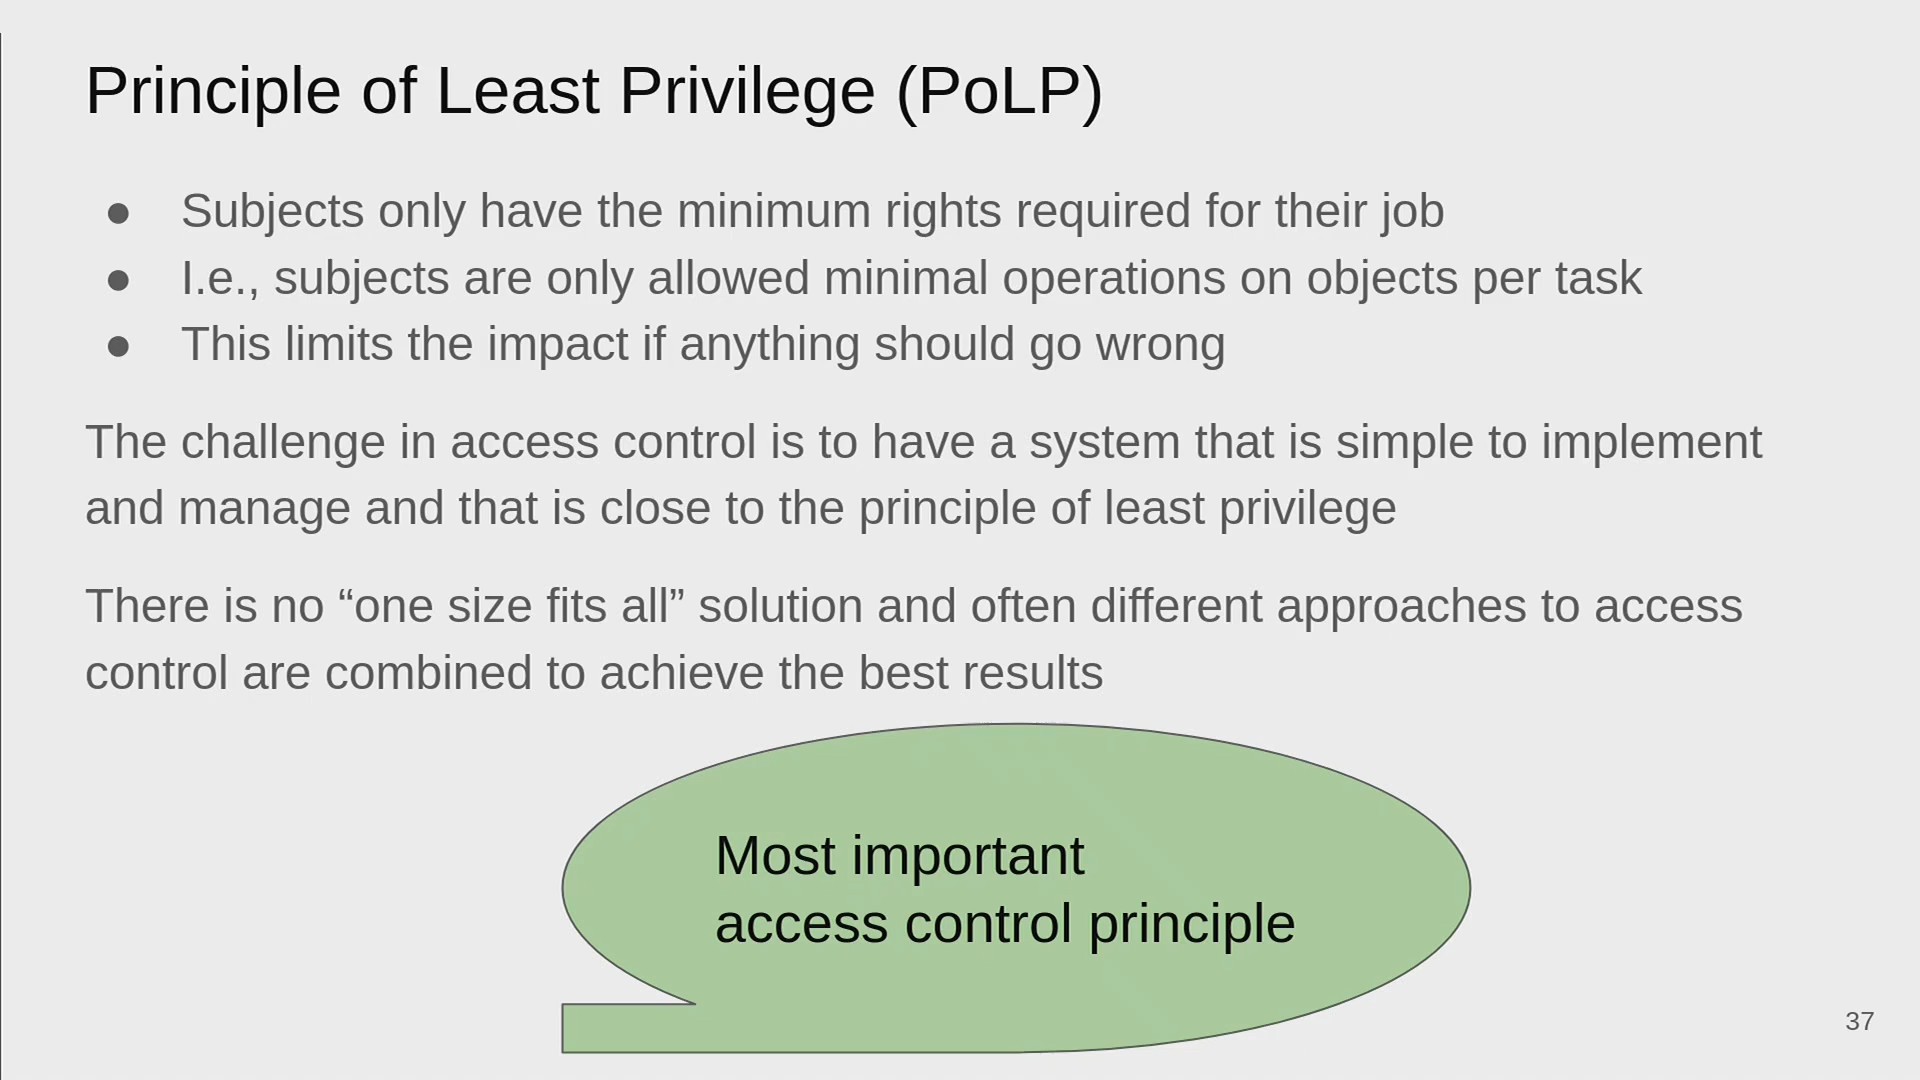 Principle of Least Privilege (PoLP)
● Subjects only have the minimum rights required for their job
● I.e., subjects are only allowed minimal operations on objects per task
● This limits the impact if anything should go wrong
The challenge in access control is to have a system that is simple to implement
and manage and that is close to the principle of least privilege
There is no “one size fits all” solution and often different approaches to access
control are combined to achieve the best results
Most important
access control principle
37